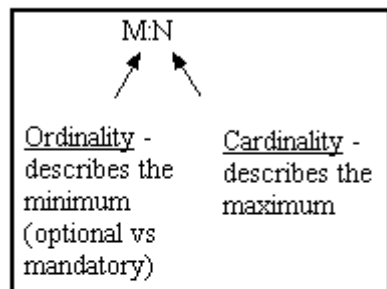 M:N
Ordinality -
describes the
minimum
(optional vs
mandatory)
Cardinality -
describes the
maximum